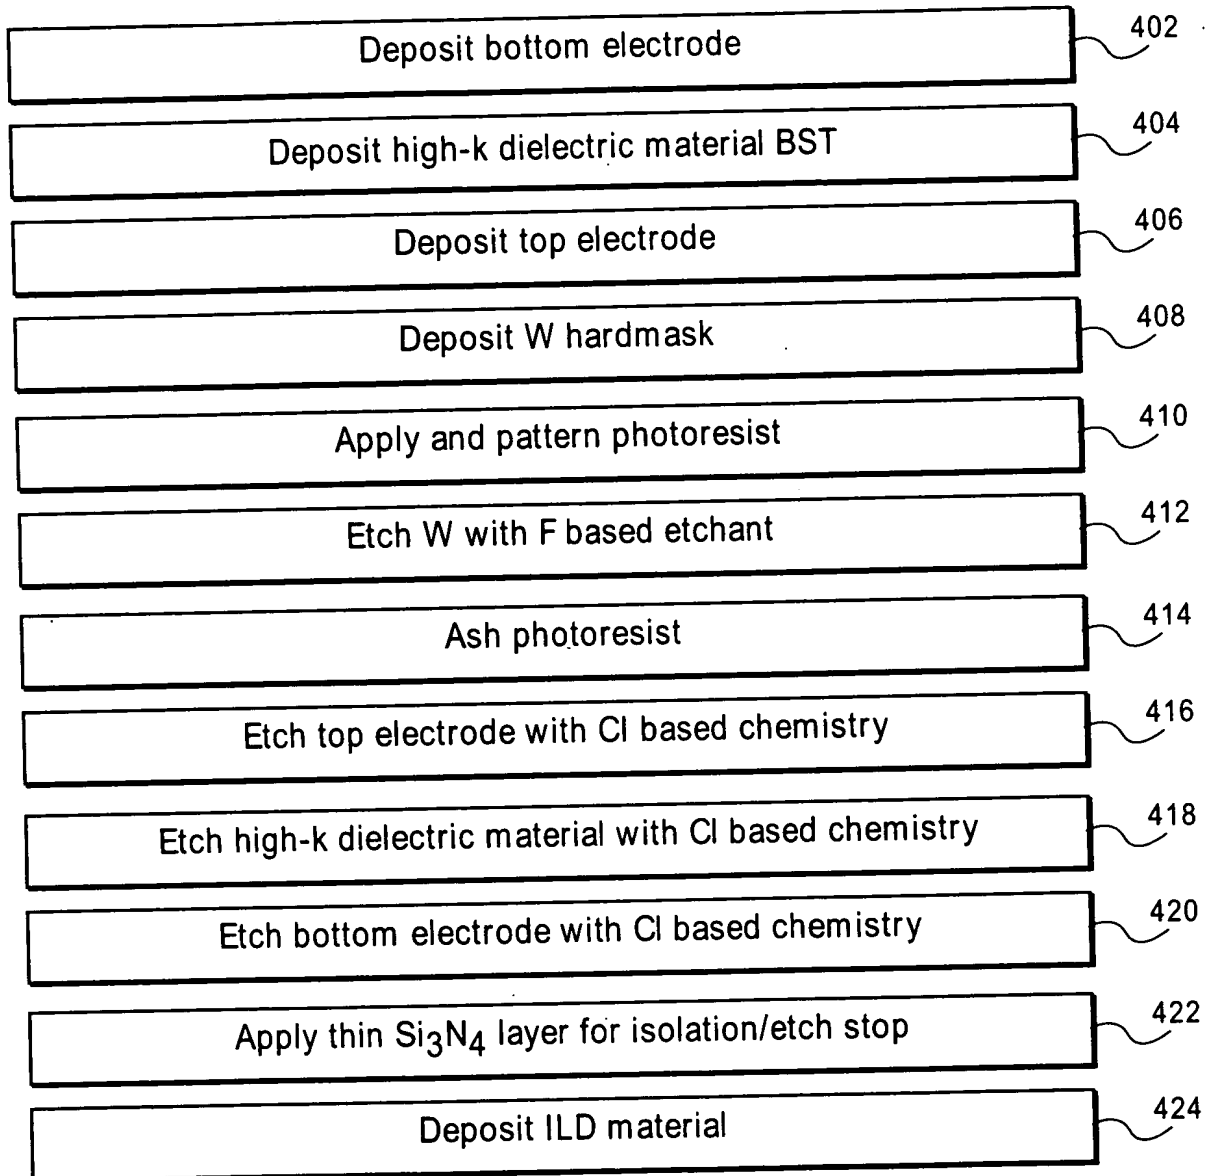 Deposit bottom electrode 402
Deposit high-k dielectric material BST 404
Deposit top electrode 406
Deposit W hardmask 408
Apply and pattern photoresist 410
Etch W with F based etchant 412
Ash photoresist 414
Etch top electrode with Cl based chemistry 416
Etch high-k dielectric material with Cl based chemistry 418
Etch bottom electrode with Cl based chemistry 420
Apply thin Si₃N₄ layer for isolation/etch stop 422
Deposit ILD material 424